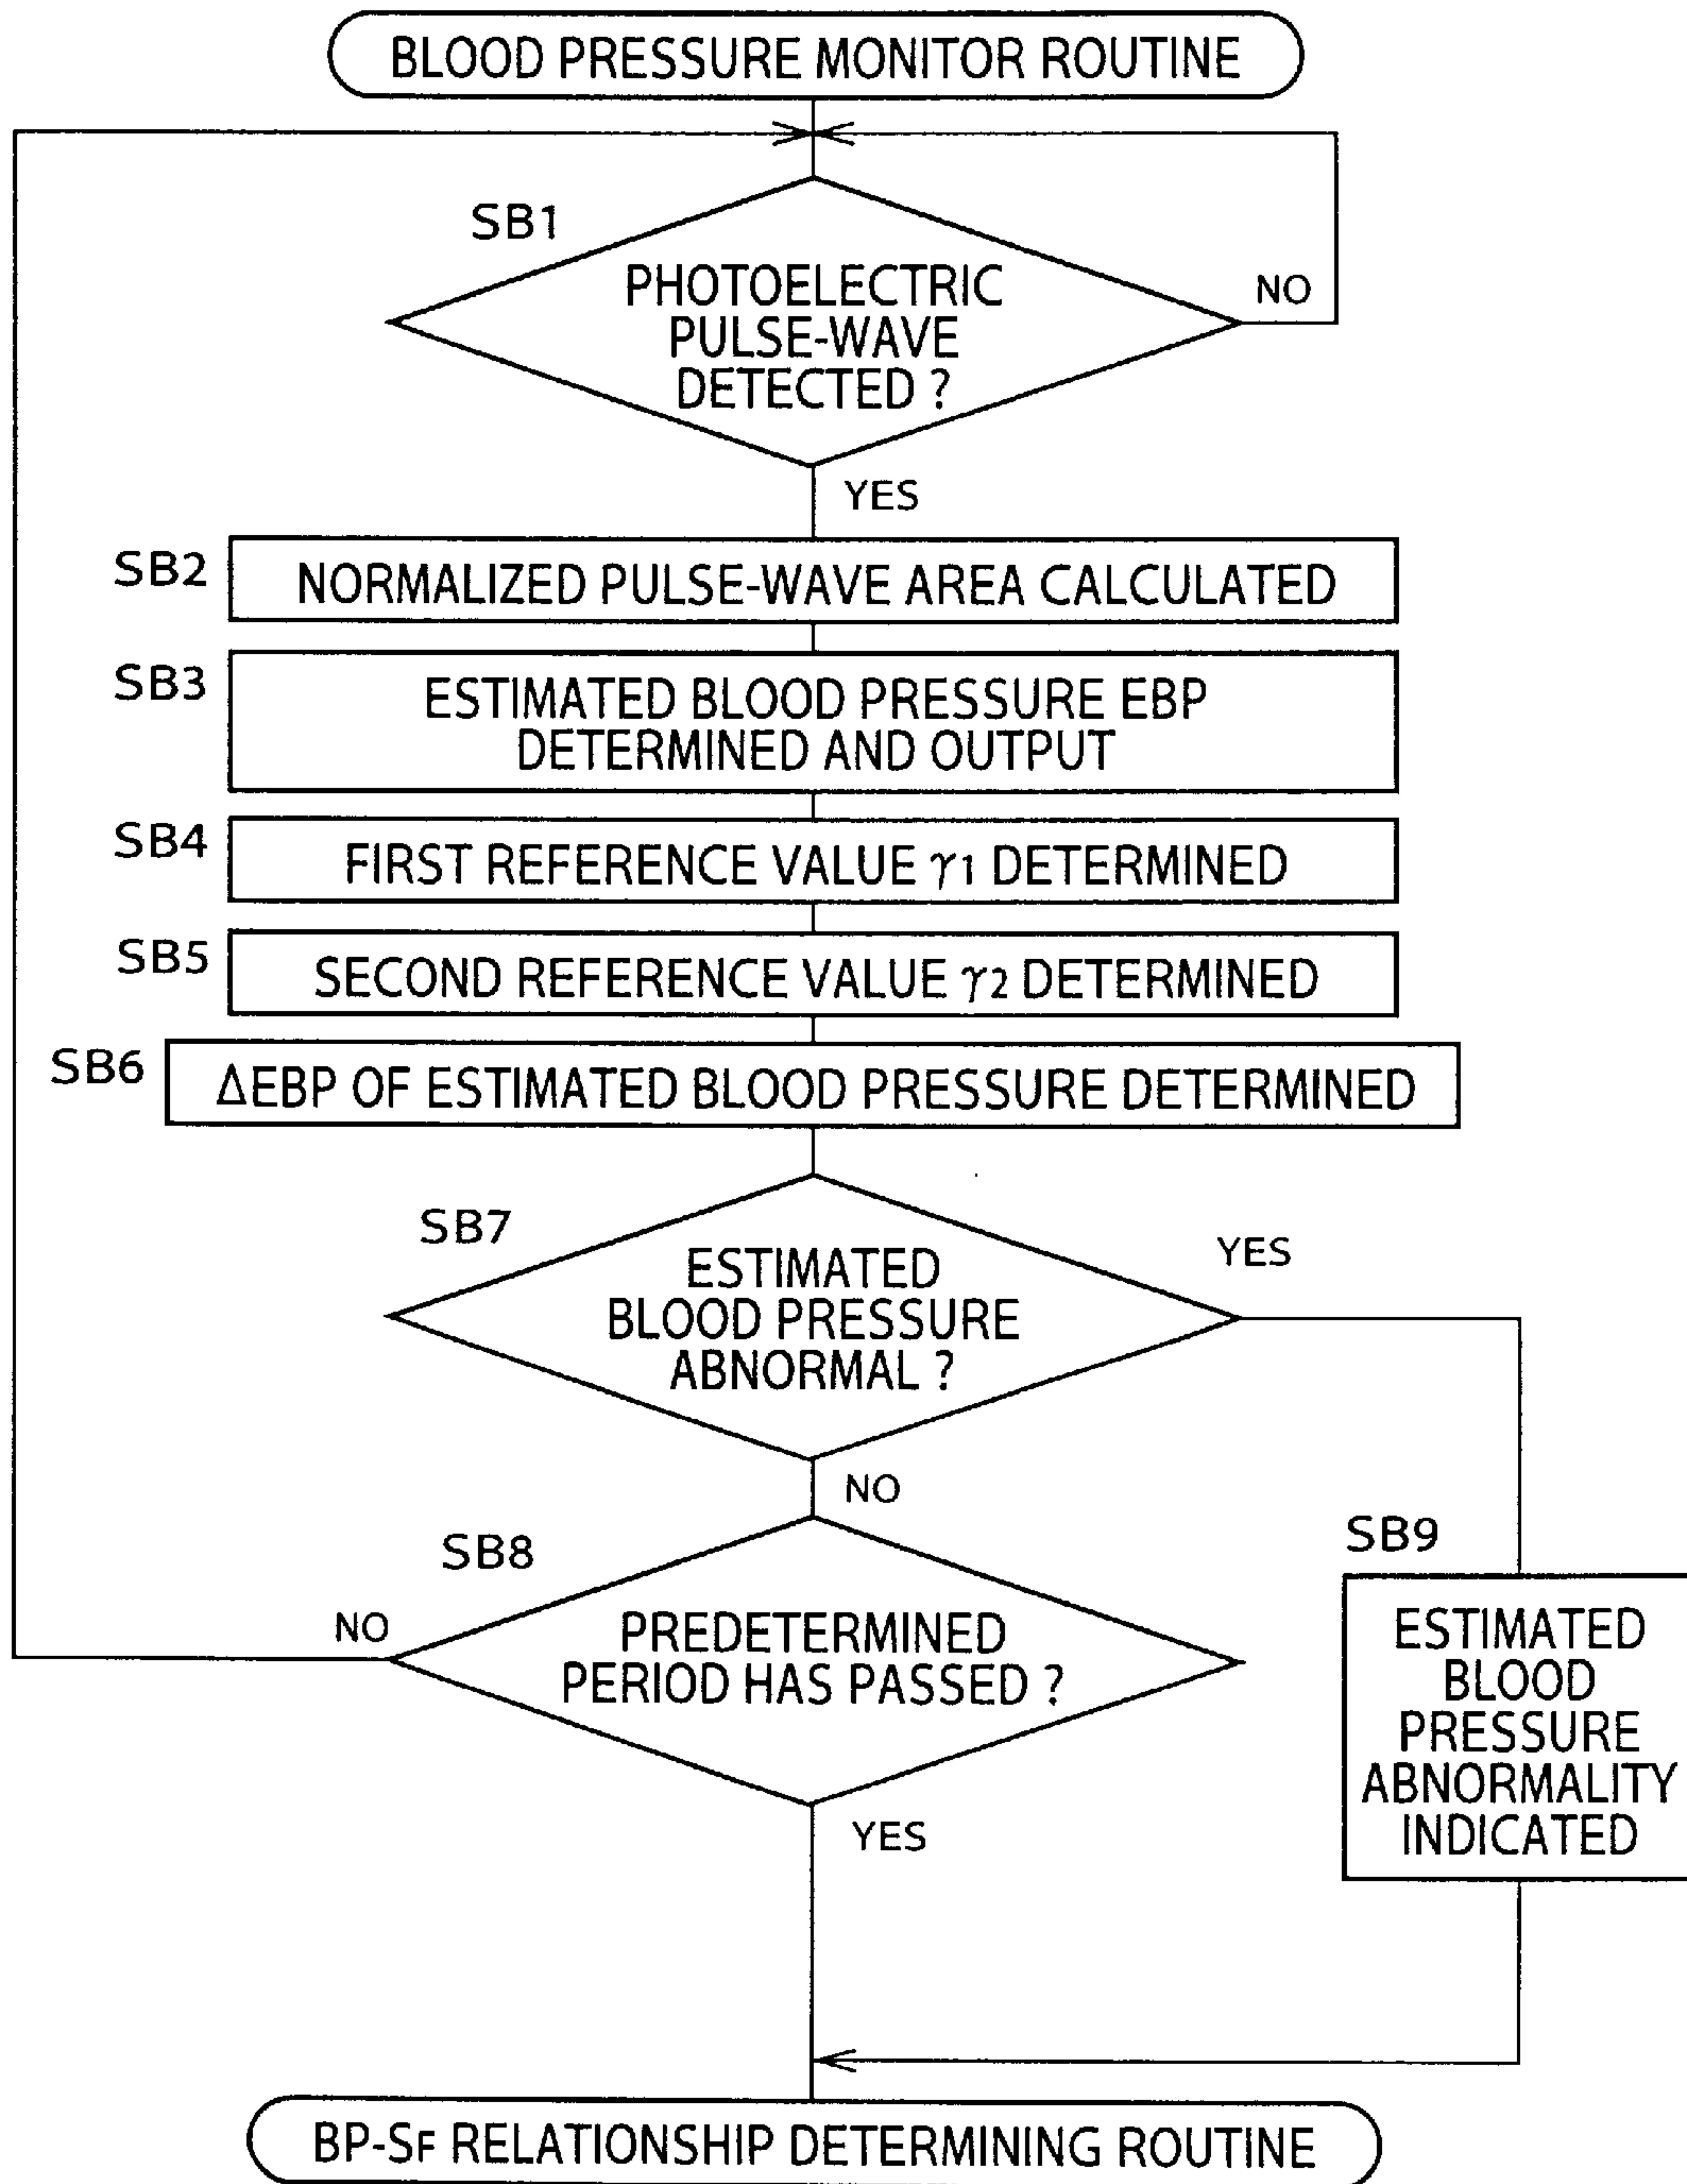 BLOOD PRESSURE MONITOR ROUTINE
SB1
PHOTOELECTRIC
PULSE-WAVE
DETECTED ?
NO
YES
SB2
NORMALIZED PULSE-WAVE AREA CALCULATED
SB3
ESTIMATED BLOOD PRESSURE EBP
DETERMINED AND OUTPUT
SB4
FIRST REFERENCE VALUE γ1 DETERMINED
SB5
SECOND REFERENCE VALUE γ2 DETERMINED
SB6
ΔEBP OF ESTIMATED BLOOD PRESSURE DETERMINED
SB7
ESTIMATED
BLOOD PRESSURE
ABNORMAL ?
YES
NO
SB8
PREDETERMINED
PERIOD HAS PASSED ?
NO
YES
SB9
ESTIMATED
BLOOD
PRESSURE
ABNORMALITY
INDICATED
BP-SF RELATIONSHIP DETERMINING ROUTINE